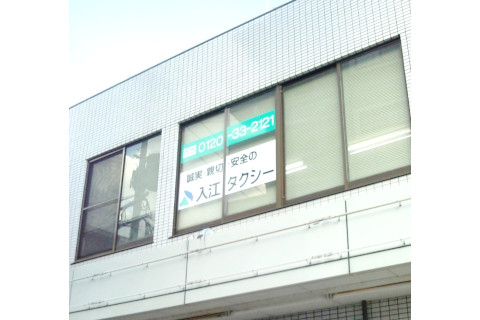 0120-33-2121
誠実 親切 安全の
入江タクシー